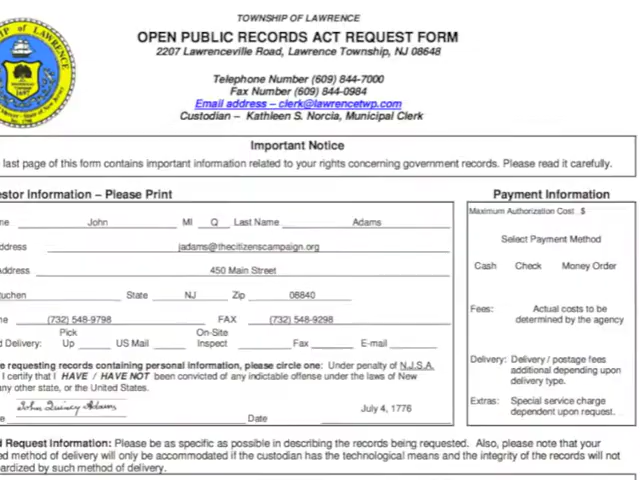 TOWNSHIP OF LAWRENCE
OPEN PUBLIC RECORDS ACT REQUEST FORM
2207 Lawrenceville Road, Lawrence Township, NJ 08648
Telephone Number (609) 844-7000
Fax Number (609) 844-0984
Email address – clerk@lawrencetwp.com
Custodian – Kathleen S. Norcia, Municipal Clerk
of LAWRENCE
Important Notice
last page of this form contains important information related to your rights concerning government records. Please read it carefully.
estor Information – Please Print
Payment Information
me John MI Q Last Name Adams
Maximum Authorization Cost $
Select Payment Method
ddress jadams@thecitizenscampaign.org
Cash Check Money Order
Address 450 Main Street
uchen State NJ Zip 08840
Fees: Actual costs to be
determined by the agency
ne (732) 548-9798 FAX (732) 548-9298
Pick On-Site
d Delivery: Up US Mail Inspect Fax E-mail
Delivery: Delivery / postage fees
additional depending upon
delivery type.
e requesting records containing personal information, please circle one: Under penalty of N.J.S.A.
I certify that I HAVE / HAVE NOT been convicted of any indictable offense under the laws of New
any other state, or the United States.
Extras: Special service charge
dependent upon request.
John Quincy Adams July 4, 1776
e Date
d Request Information: Please be as specific as possible in describing the records being requested. Also, please note that your
ed method of delivery will only be accommodated if the custodian has the technological means and the integrity of the records will not
pardized by such method of delivery.